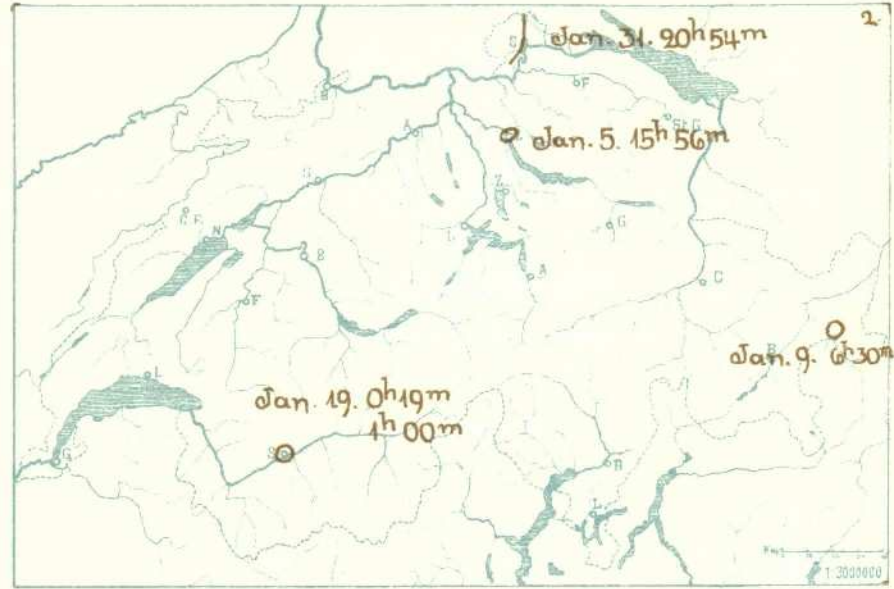 2.
Jan. 31. 20h 54m
S
B
F
St G.
A
Jan. 5. 15h 56m
Z
S
C.F.
N
L
G
B
A
C
F
Jan. 9. 6h 30m
L
Jan. 19. 0h 19m
1h 00m
S
G
B
L
1:3000000